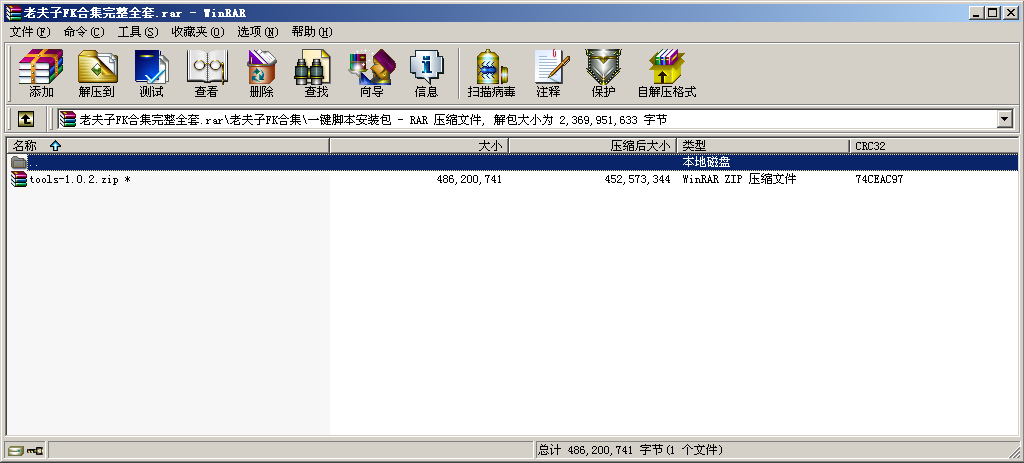 老夫子FK合集完整全套.rar - WinRAR
文件(F) 命令(C) 工具(S) 收藏夹(O) 选项(N) 帮助(H)
添加 解压到 测试 查看 删除 查找 向导 信息 扫描病毒 注释 保护 自解压格式
老夫子FK合集完整全套.rar\老夫子FK合集\一键脚本安装包 - RAR 压缩文件, 解包大小为 2,369,951,633 字节
名称 大小 压缩后大小 类型 CRC32
.. 本地磁盘
tools-1.0.2.zip * 486,200,741 452,573,344 WinRAR ZIP 压缩文件 74CEAC97
总计 486,200,741 字节(1 个文件)